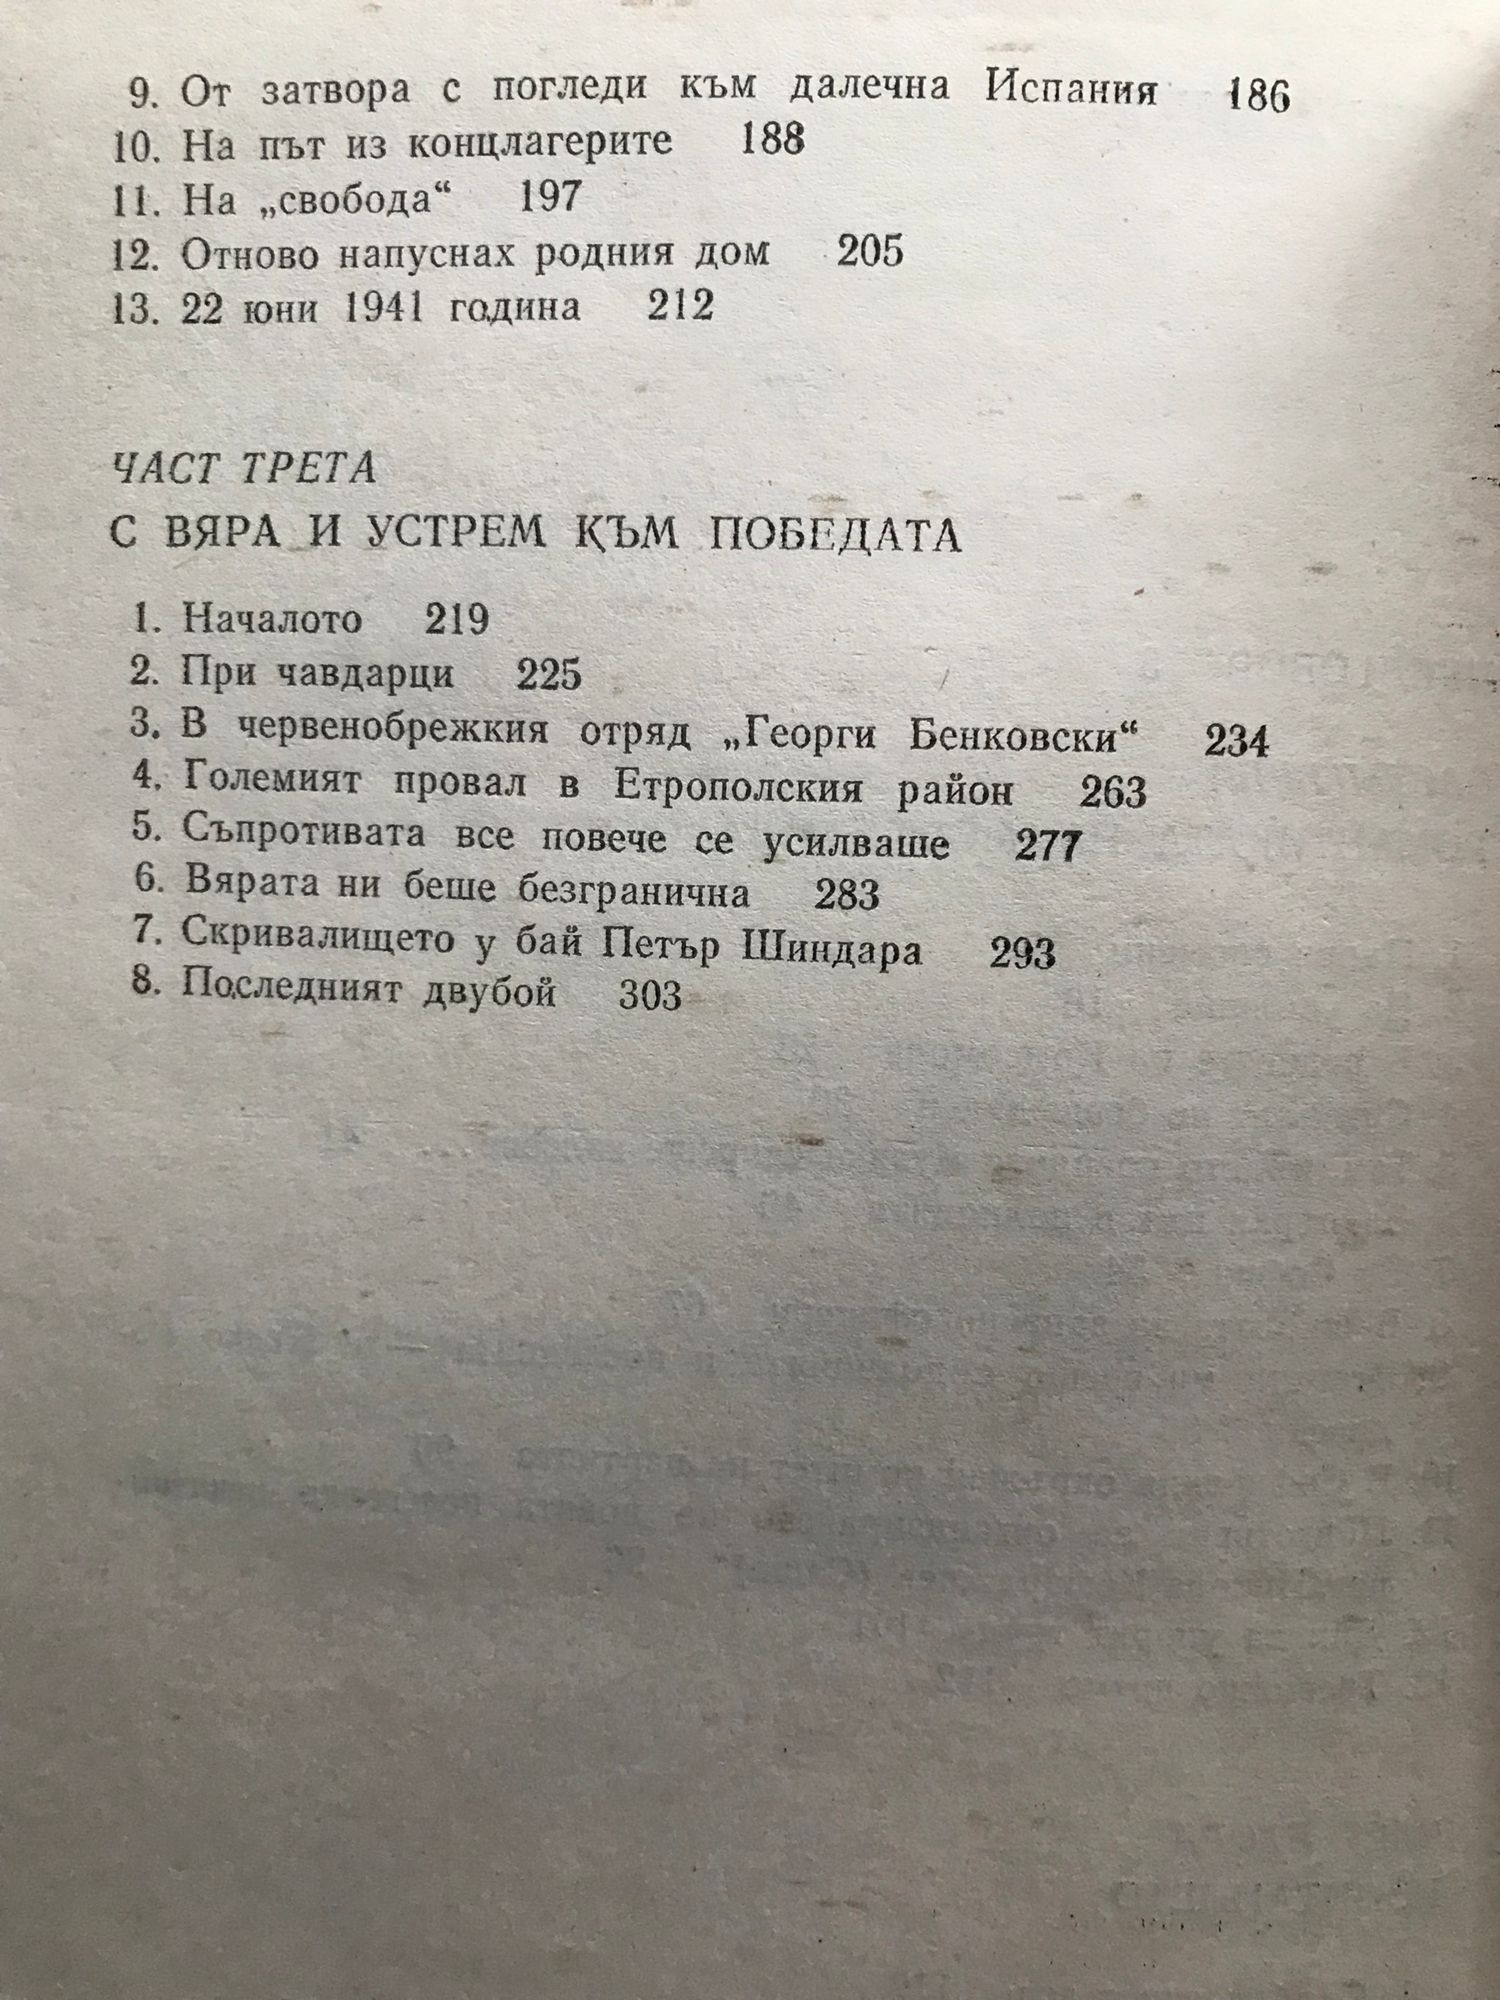 9. От затвора с погледи към далечна Испания 186
10. На път из концлагерите 188
11. На „свобода“ 197
12. Отново напуснах родния дом 205
13. 22 юни 1941 година 212
ЧАСТ ТРЕТА
С ВЯРА И УСТРЕМ КЪМ ПОБЕДАТА
1. Началото 219
2. При чавдарци 225
3. В червенобрежкия отряд „Георги Бенковски“ 234
4. Големият провал в Етрополския район 263
5. Съпротивата все повече се усилваше 277
6. Вярата ни беше безгранична 283
7. Скривалището у бай Петър Шиндара 293
8. Последният двубой 303